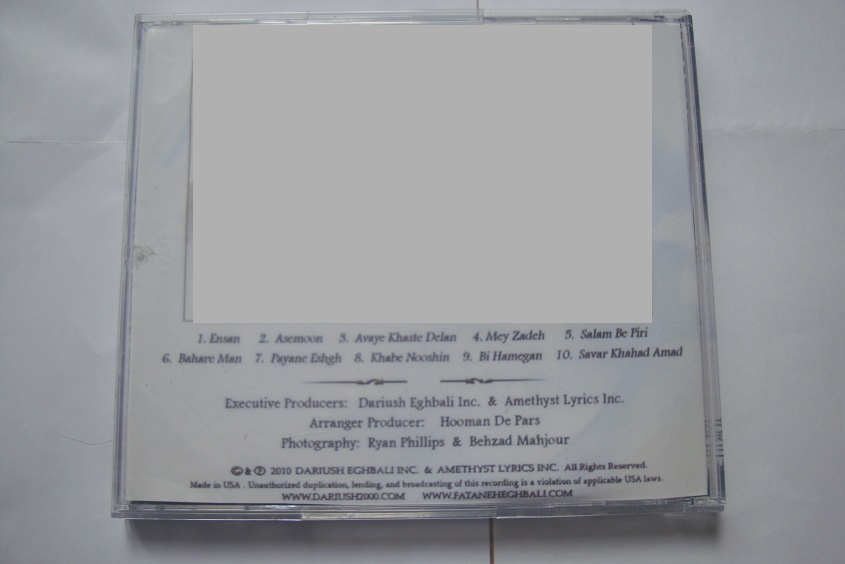 1. Ensan 2. Asemoon 3. Avaye Khaste Delan 4. Mey Zadeh 5. Salam Be Piri
6. Bahare Man 7. Payane Eshgh 8. Khabe Nooshin 9. Bi Hamegan 10. Savar Khahad Amad
Executive Producers: Dariush Eghbali Inc. & Amethyst Lyrics Inc.
Arranger Producer: Hooman De Pars
Photography: Ryan Phillips & Behzad Mahjour
© & ℗ 2010 DARIUSH EGHBALI INC. & AMETHYST LYRICS INC. All Rights Reserved.
Made in USA . Unauthorized duplication, lending, and broadcasting of this recording is a violation of applicable USA laws.
WWW.DARIUSH2000.COM WWW.FATANEHEGHBALI.COM